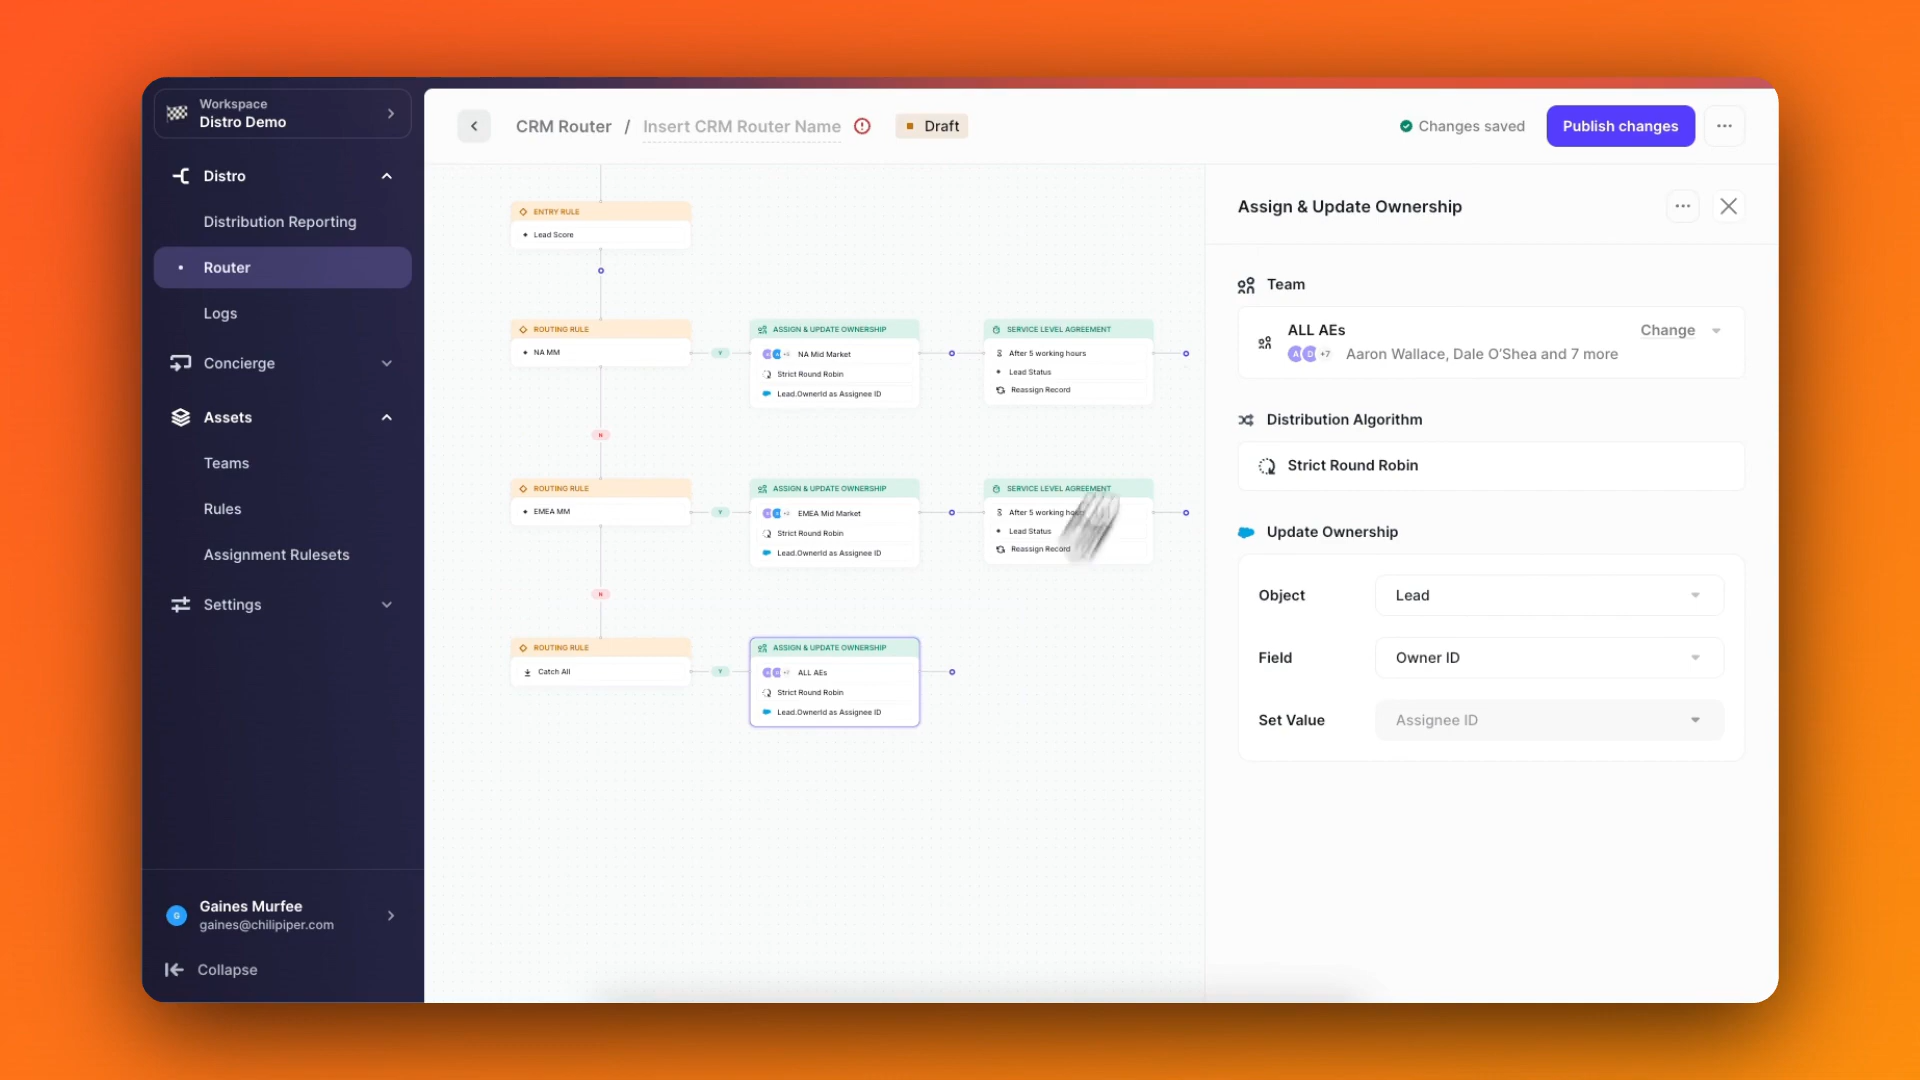 Workspace
Distro Demo
Distro
Distribution Reporting
Router
Logs
Concierge
Assets
Teams
Rules
Assignment Rulesets
Settings
G
Gaines Murfee
gaines@chilipiper.com
Collapse
CRM Router / Insert CRM Router Name
Draft
Changes saved
Publish changes
ENTRY RULE
Lead Score
ROUTING RULE
NA MM
Y
ASSIGN & UPDATE OWNERSHIP
NA Mid Market
Strict Round Robin
Lead.OwnerId as Assignee ID
SERVICE LEVEL AGREEMENT
After 5 working hours
Lead Status
Reassign Record
N
ROUTING RULE
EMEA MM
Y
ASSIGN & UPDATE OWNERSHIP
EMEA Mid Market
Strict Round Robin
Lead.OwnerId as Assignee ID
SERVICE LEVEL AGREEMENT
After 5 working hours
Lead Status
Reassign Record
N
ROUTING RULE
Catch All
Y
ASSIGN & UPDATE OWNERSHIP
ALL AEs
Strict Round Robin
Lead.OwnerId as Assignee ID
Assign & Update Ownership
Team
ALL AEs
Change
A D +7 Aaron Wallace, Dale O'Shea and 7 more
Distribution Algorithm
Strict Round Robin
Update Ownership
Object Lead
Field Owner ID
Set Value Assignee ID